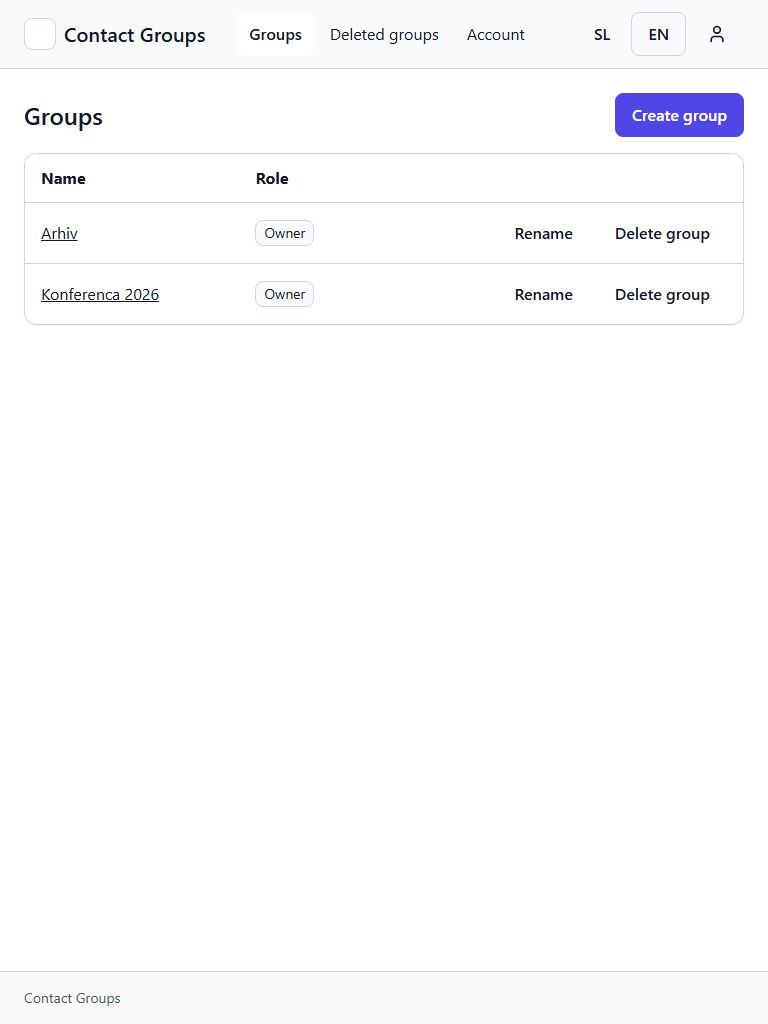 Contact Groups Groups Deleted groups Account SL EN
Groups Create group
Name Role
Arhiv Owner Rename Delete group
Konferenca 2026 Owner Rename Delete group
Contact Groups